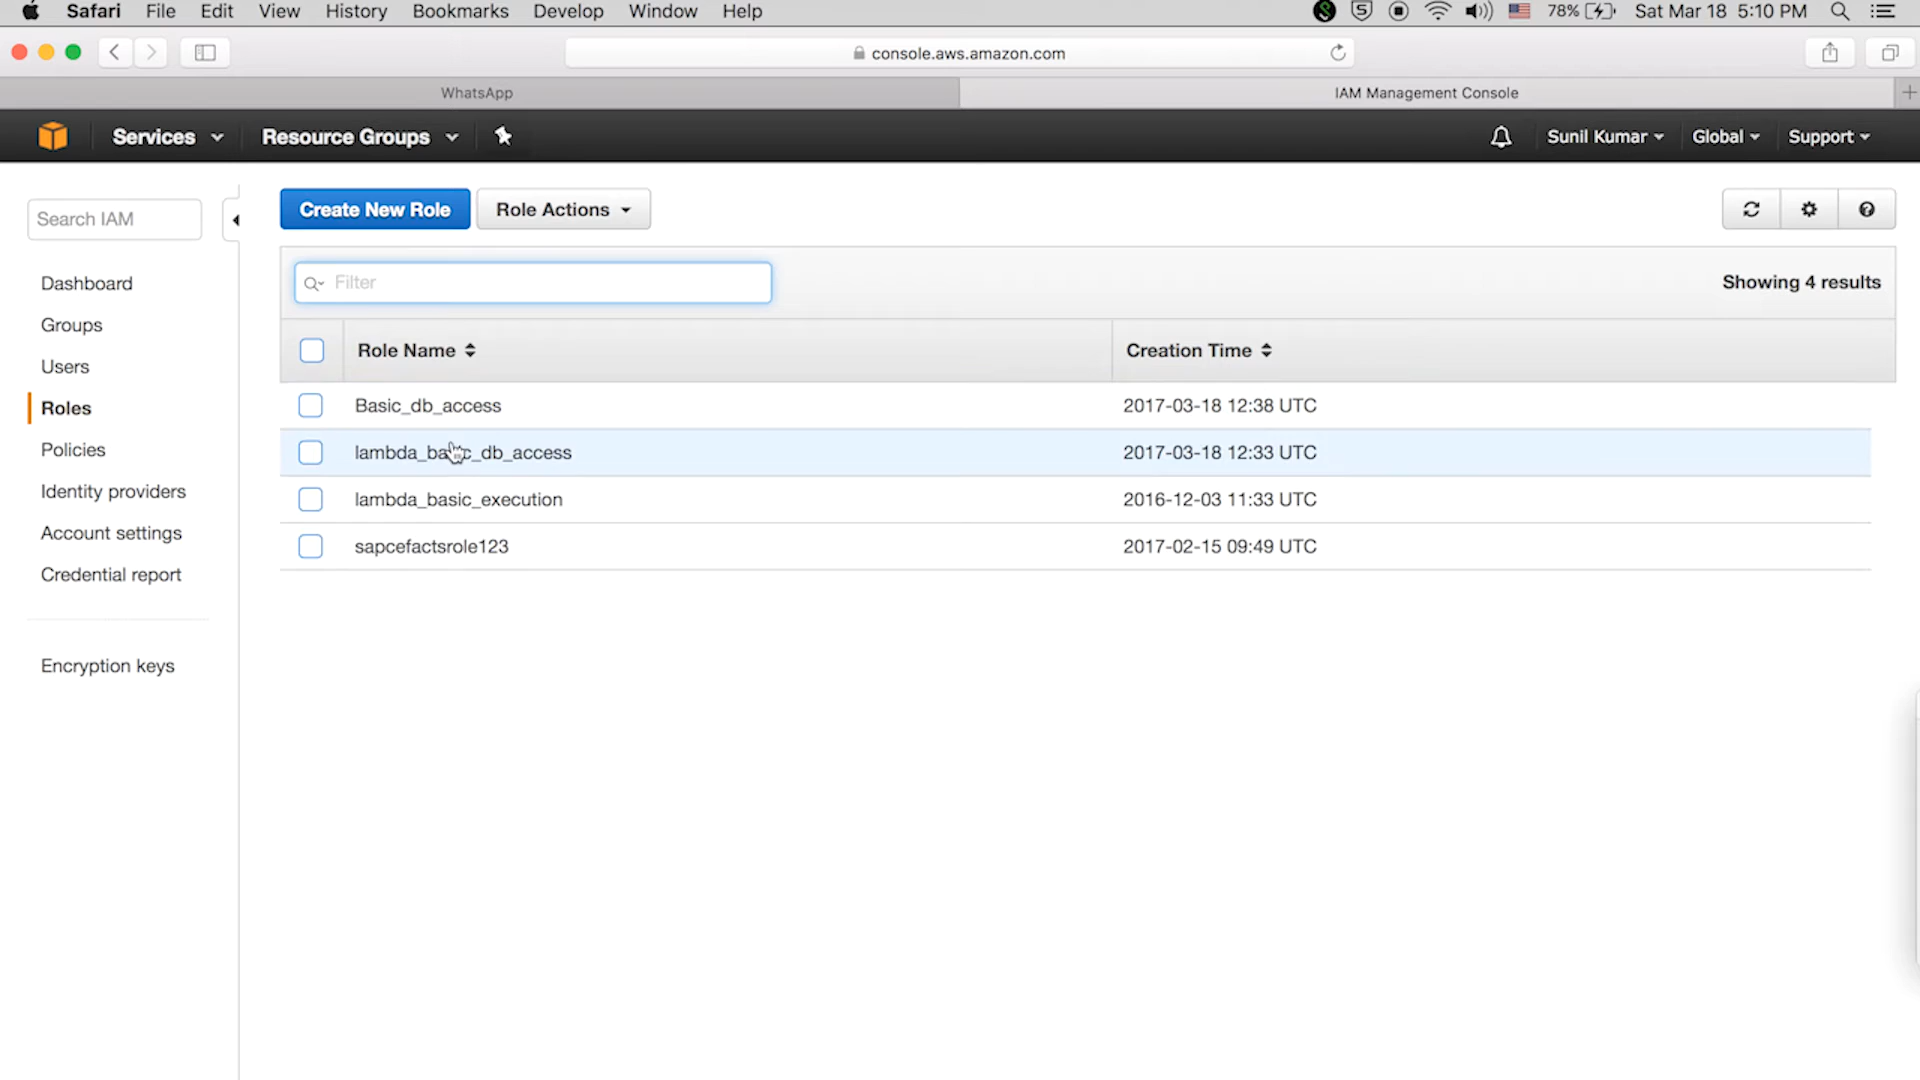 Safari File Edit View History Bookmarks Develop Window Help 78% Sat Mar 18 5:10 PM
console.aws.amazon.com
WhatsApp IAM Management Console
Services Resource Groups Sunil Kumar Global Support
Search IAM Create New Role Role Actions
Filter Showing 4 results
Dashboard
Groups
Users
Roles
Policies
Identity providers
Account settings
Credential report
Encryption keys
Role Name Creation Time
Basic_db_access 2017-03-18 12:38 UTC
lambda_basic_db_access 2017-03-18 12:33 UTC
lambda_basic_execution 2016-12-03 11:33 UTC
sapcefactsrole123 2017-02-15 09:49 UTC